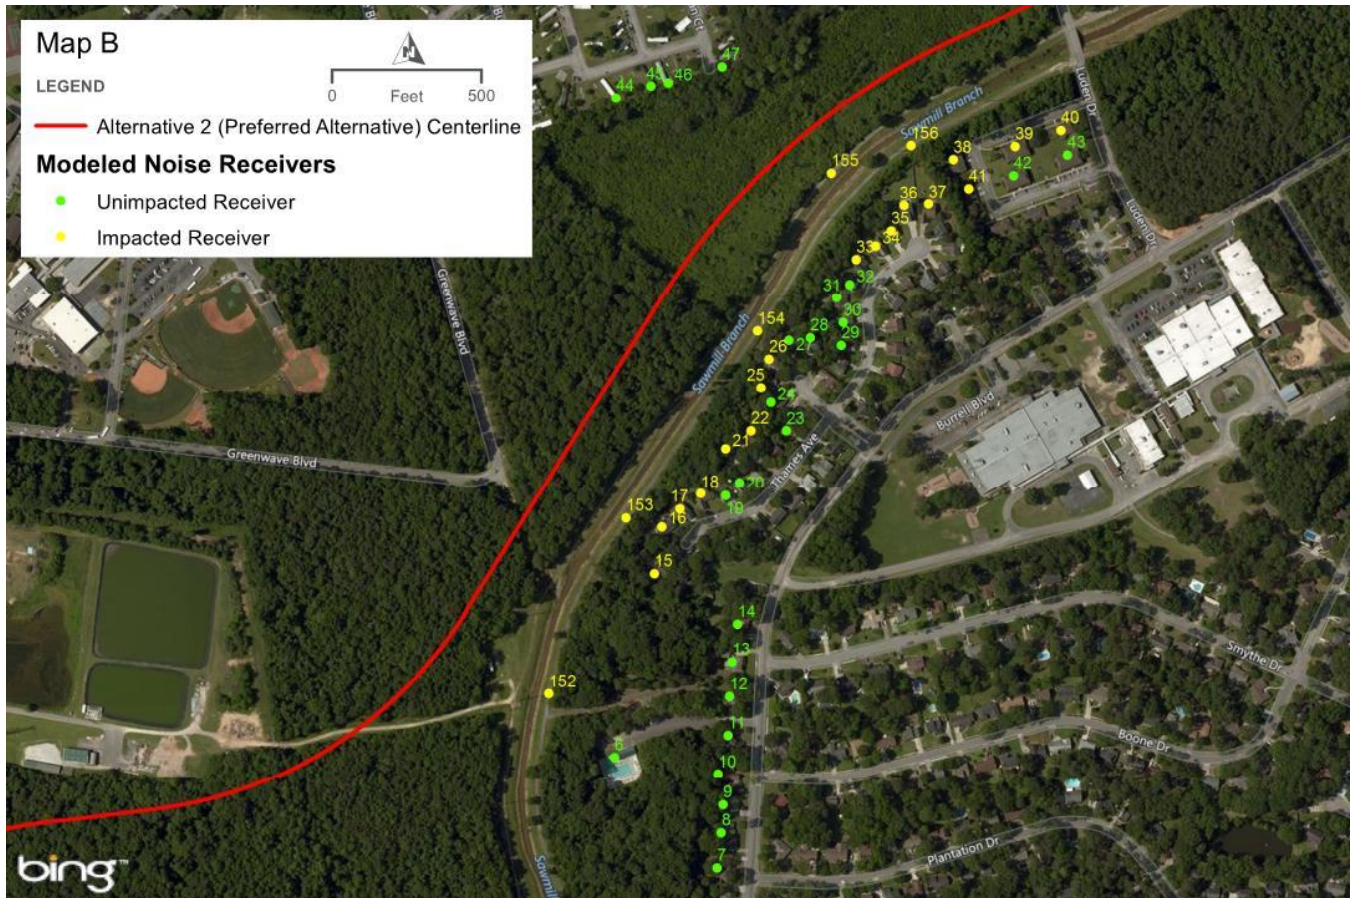 Map B
LEGEND
N
0 Feet 500
Alternative 2 (Preferred Alternative) Centerline
Modeled Noise Receivers
Unimpacted Receiver
Impacted Receiver
47
46
45
44
Luden Dr
Sawmill Branch
156
40
39
43
38
42
41
155
36
37
35
34
33
Luden Dr
32
31
30
29
28
27
Greenwave Blvd
154
Sawmill Branch
26
25
24
23
22
21
Burrell Blvd
Thames Ave
Greenwave Blvd
20
19
18
17
16
153
15
14
13
Smythe Dr
152
12
11
Boone Dr
6
10
9
8
Plantation Dr
7
bing™